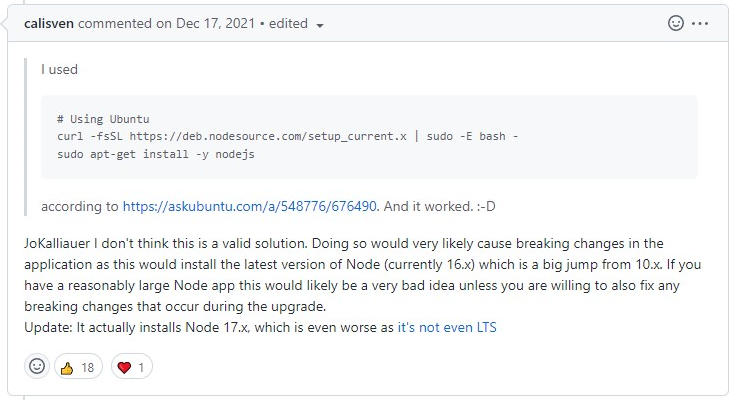 calisven commented on Dec 17, 2021 • edited
I used
# Using Ubuntu
curl -fsSL https://deb.nodesource.com/setup_current.x | sudo -E bash -
sudo apt-get install -y nodejs
according to https://askubuntu.com/a/548776/676490. And it worked. :-D
JoKalliauer I don't think this is a valid solution. Doing so would very likely cause breaking changes in the
application as this would install the latest version of Node (currently 16.x) which is a big jump from 10.x. If you
have a reasonably large Node app this would likely be a very bad idea unless you are willing to also fix any
breaking changes that occur during the upgrade.
Update: It actually installs Node 17.x, which is even worse as it's not even LTS
18
1